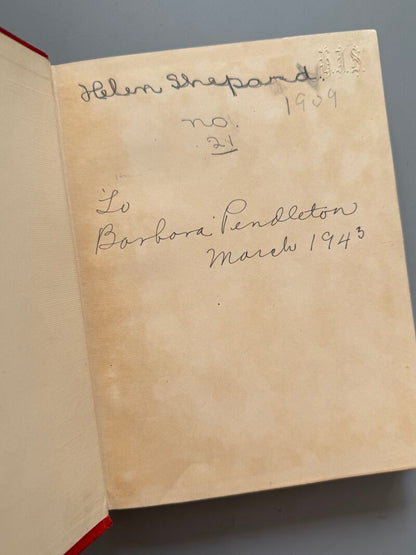 Helen Shepard.
1909
no.
21
To
Barbara Pendleton
March 1943